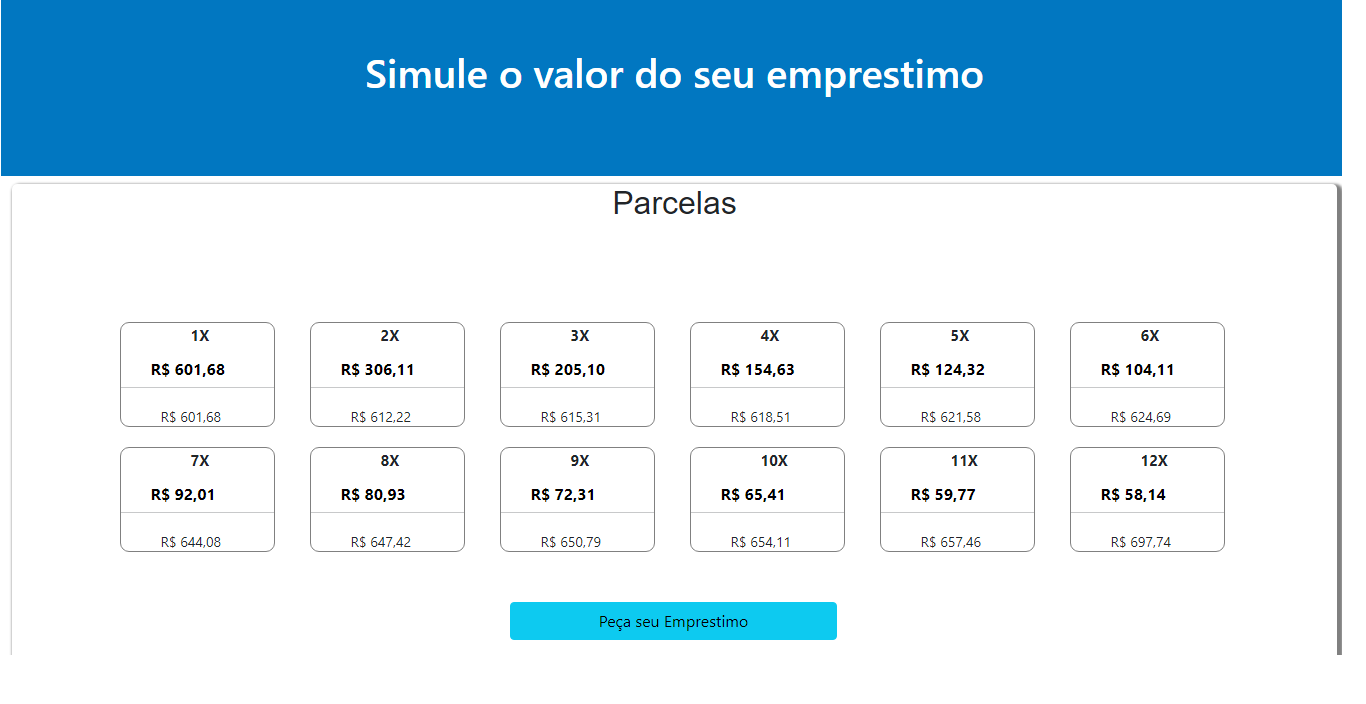 Simule o valor do seu emprestimo
Parcelas
1X
R$ 601,68
R$ 601,68
2X
R$ 306,11
R$ 612,22
3X
R$ 205,10
R$ 615,31
4X
R$ 154,63
R$ 618,51
5X
R$ 124,32
R$ 621,58
6X
R$ 104,11
R$ 624,69
7X
R$ 92,01
R$ 644,08
8X
R$ 80,93
R$ 647,42
9X
R$ 72,31
R$ 650,79
10X
R$ 65,41
R$ 654,11
11X
R$ 59,77
R$ 657,46
12X
R$ 58,14
R$ 697,74
Peça seu Emprestimo